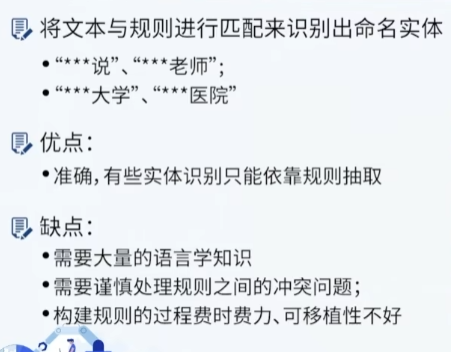 将文本与规则进行匹配来识别出命名实体
•“***说”、“***老师”；
•“***大学”、“***医院”
优点：
•准确，有些实体识别只能依靠规则抽取
缺点：
•需要大量的语言学知识
•需要谨慎处理规则之间的冲突问题；
•构建规则的过程费时费力、可移植性不好